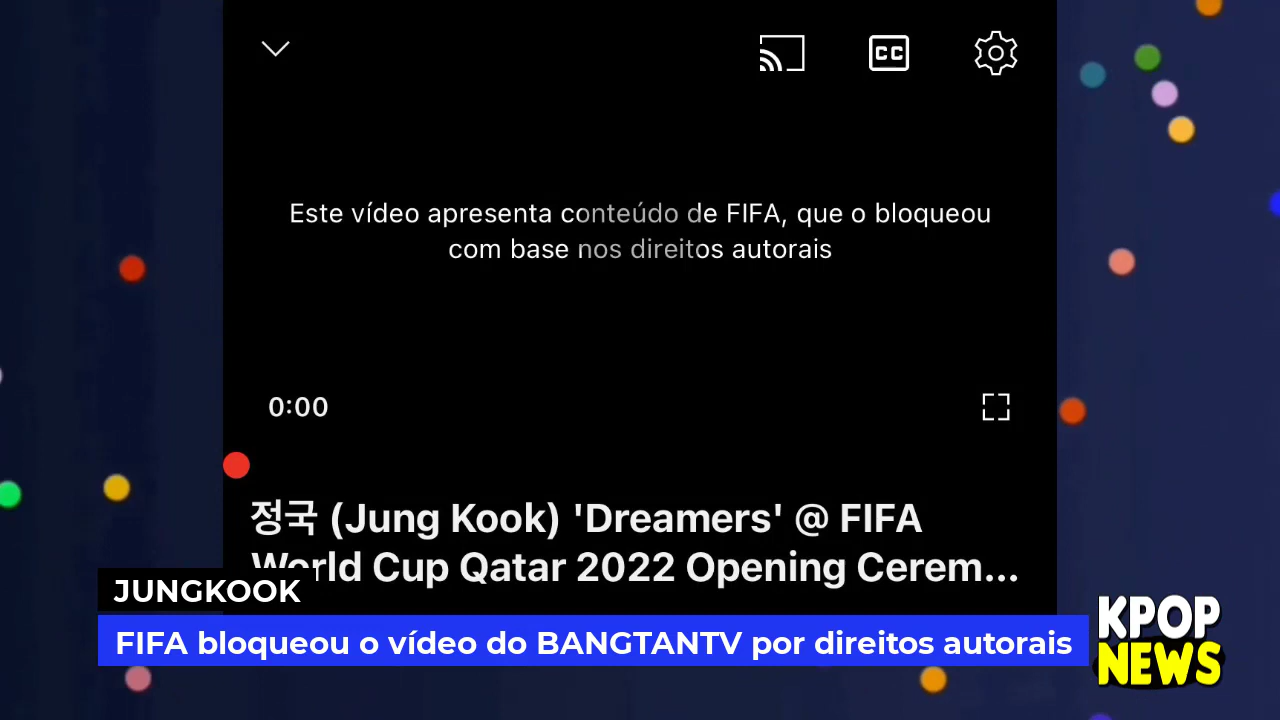 CC
Este vídeo apresenta conteúdo de FIFA, que o bloqueou
com base nos direitos autorais
0:00
정국 (Jung Kook) 'Dreamers' @ FIFA
World Cup Qatar 2022 Opening Cerem...
JUNGKOOK
FIFA bloqueou o vídeo do BANGTANTV por direitos autorais
KPOP
NEWS